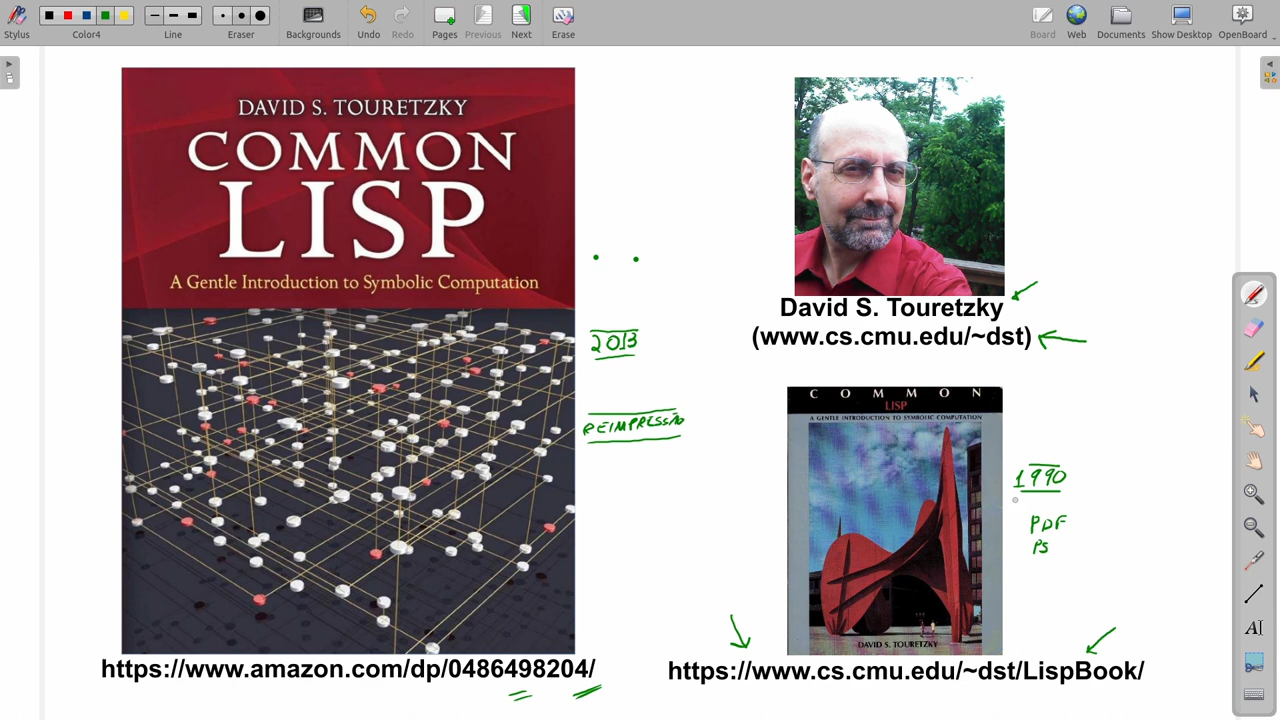 Stylus
Color4
Line
Eraser
Backgrounds
Undo
Redo
Pages
Previous
Next
Erase
Board
Web
Documents
Show Desktop
OpenBoard
DAVID S. TOURETZKY
COMMON
LISP
A Gentle Introduction to Symbolic Computation
2013
REIMPRESSÃO
https://www.amazon.com/dp/0486498204/
David S. Touretzky
(www.cs.cmu.edu/~dst)
COMMON
LISP
A GENTLE INTRODUCTION TO SYMBOLIC COMPUTATION
DAVID S. TOURETZKY
1990
PDF
PS
https://www.cs.cmu.edu/~dst/LispBook/
AI